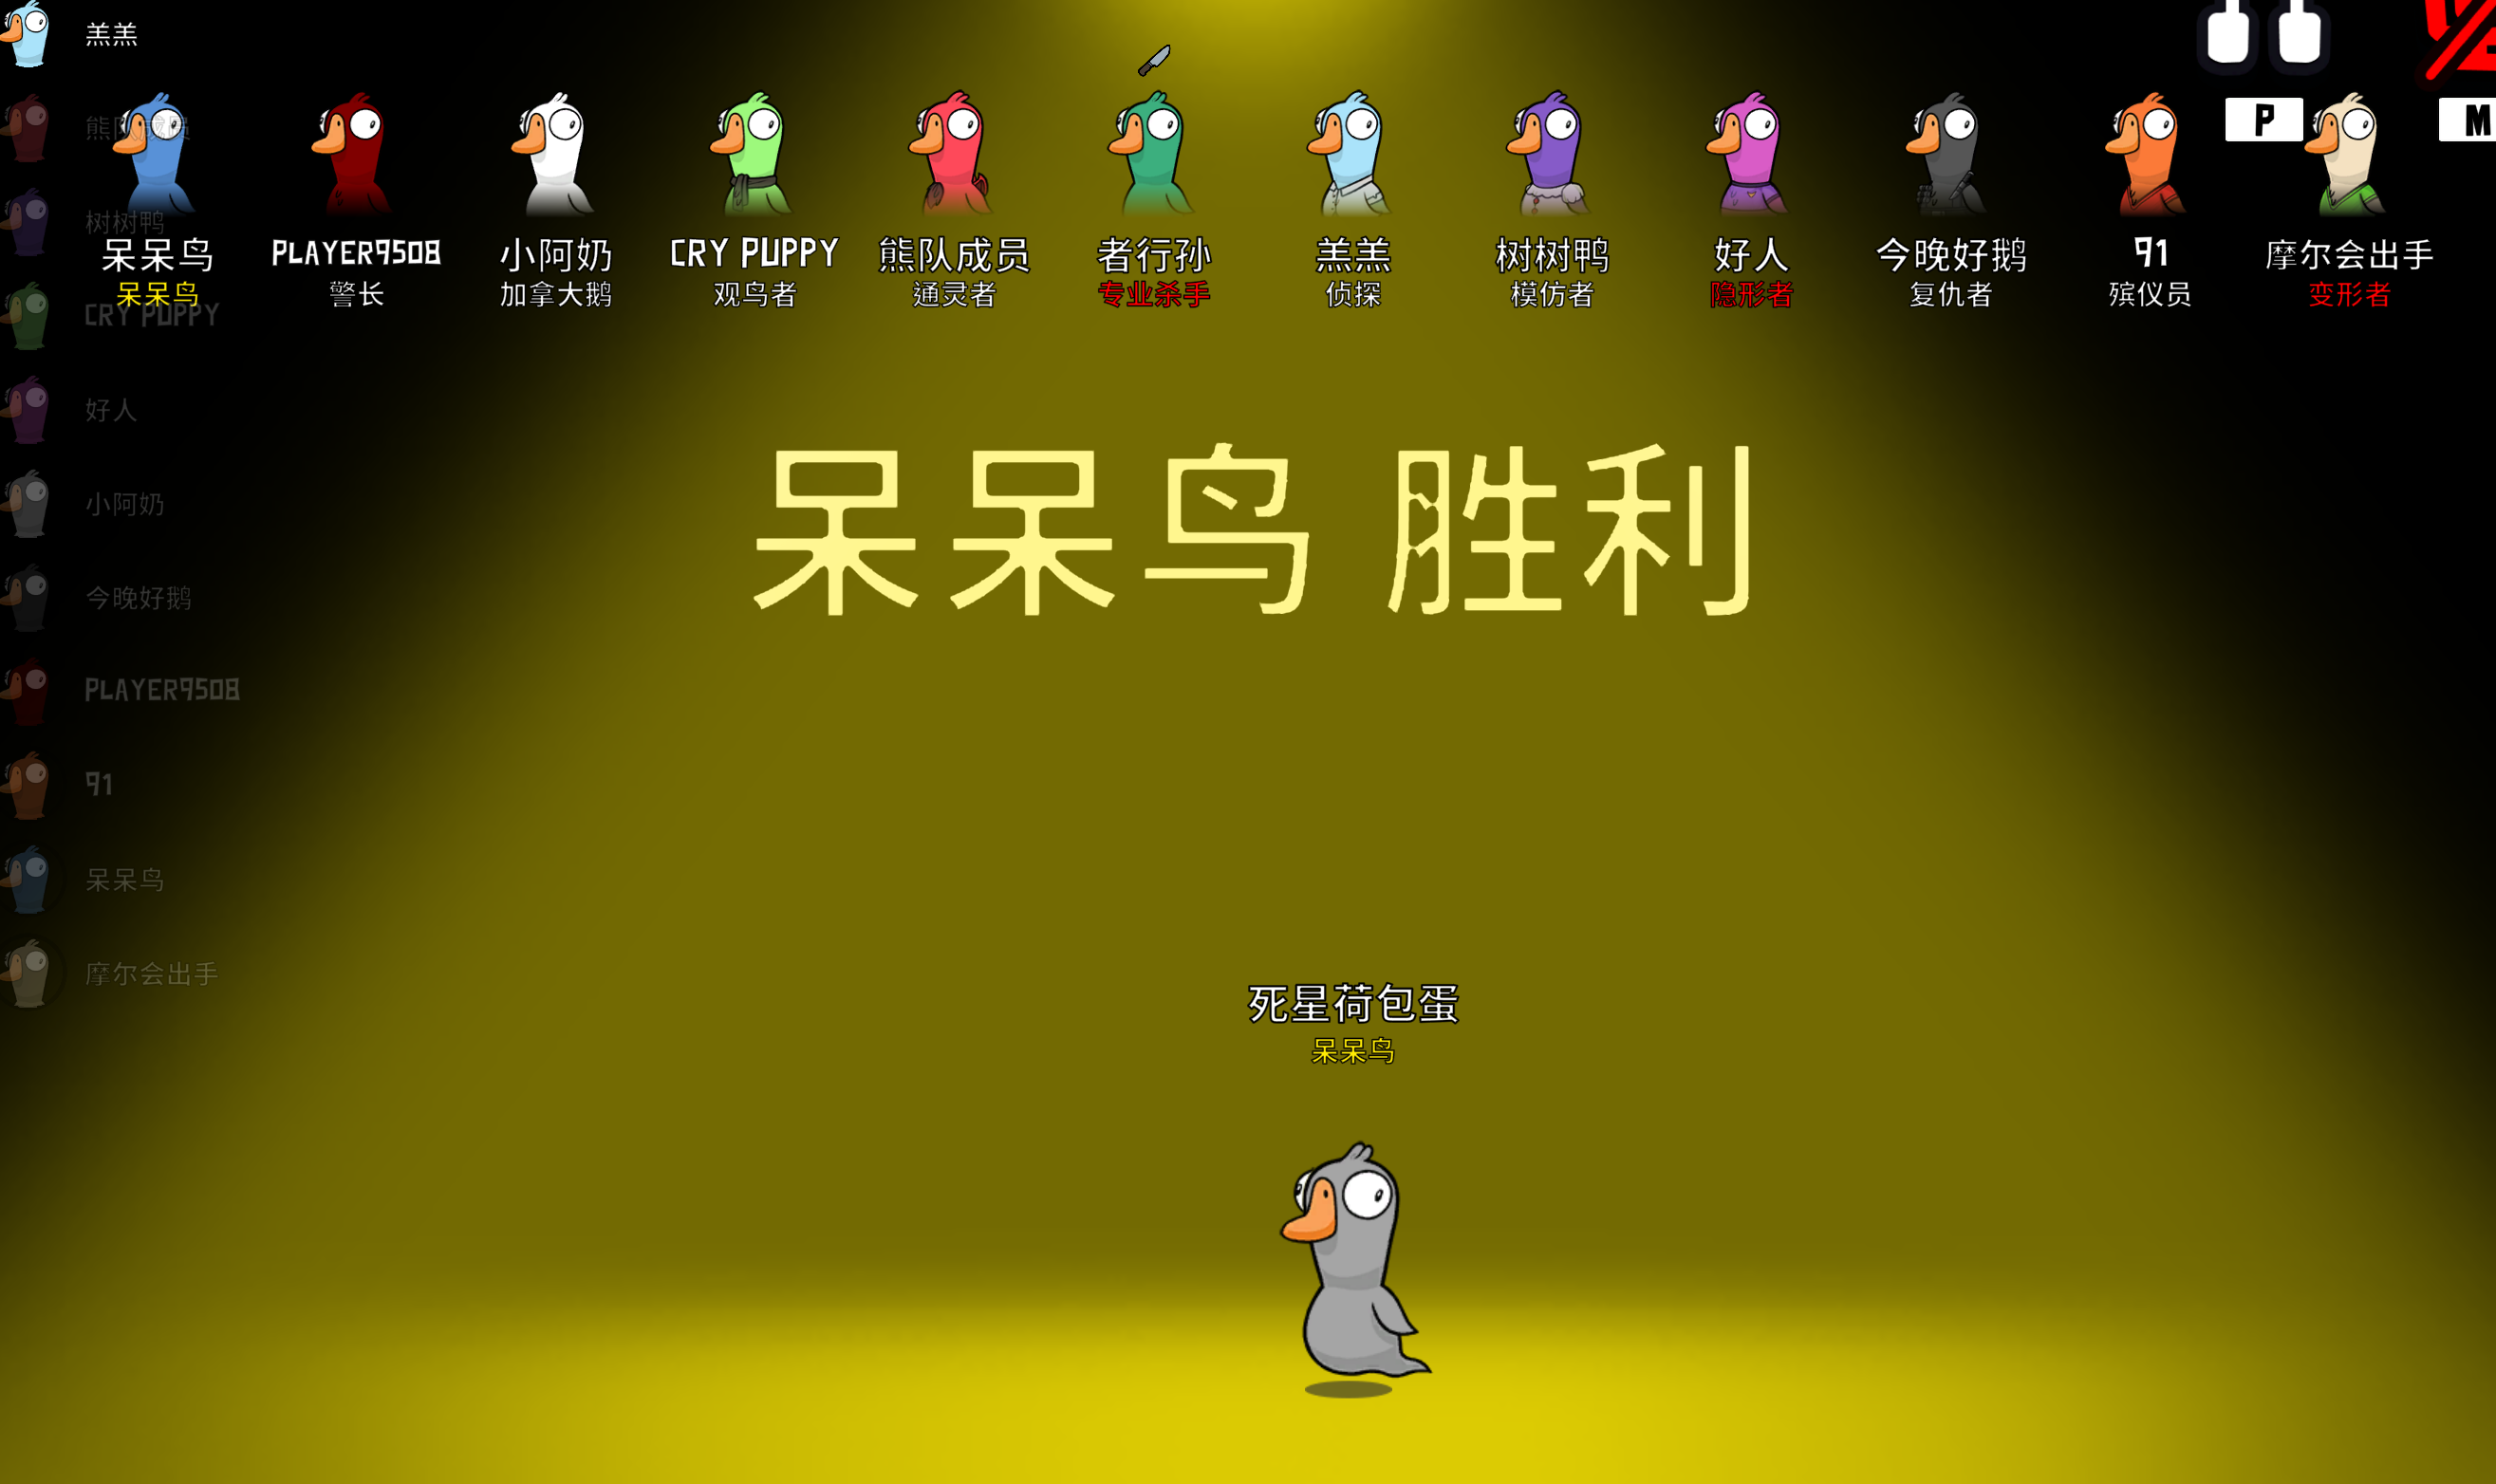 羔羔
P
M
熊队成员
树树鸭
呆呆鸟 PLAYER9508 小阿奶 CRY PUPPY 熊队成员 者行孙 羔羔 树树鸭 好人 今晚好鹅 91 摩尔会出手
呆呆鸟 警长 加拿大鹅 观鸟者 通灵者 专业杀手 侦探 模仿者 隐形者 复仇者 殡仪员 变形者
CRY PUPPY
好人
呆呆鸟 胜利
小阿奶
今晚好鹅
PLAYER9508
91
呆呆鸟
摩尔会出手
死星荷包蛋
呆呆鸟